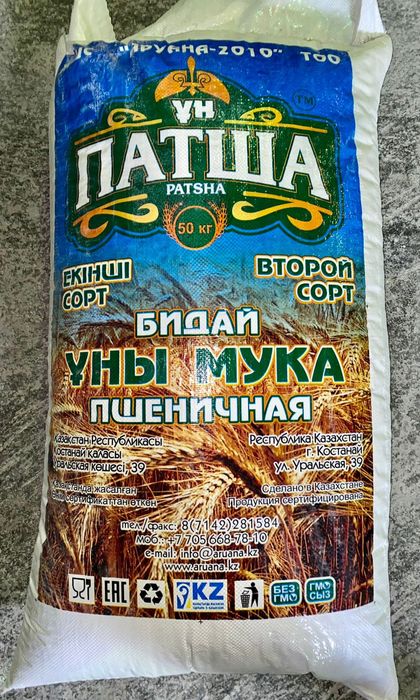 "АРУАНА-2010" ТОО
ҰН
TM
ПАТША
PATSHA
50 кг
ЕКІНШІ СОРТ
ВТОРОЙ СОРТ
БИДАЙ
ҰНЫ МУКА
ПШЕНИЧНАЯ
Қазақстан Республикасы
Қостанай қаласы
Уральская көшесі, 39
Республика Казахстан
г. Костанай
Ул. Уральская, 39
Қазақстанда жасалған
Сделано в Казахстане
Продукция сертифицирована
тел./факс: 8(7142)281584
моб.: +7 705 668-78-10
e-mail: info@aruana.kz
www.aruana.kz
EAC
KZ
БЕЗ ГМО
ГМО СЫЗ